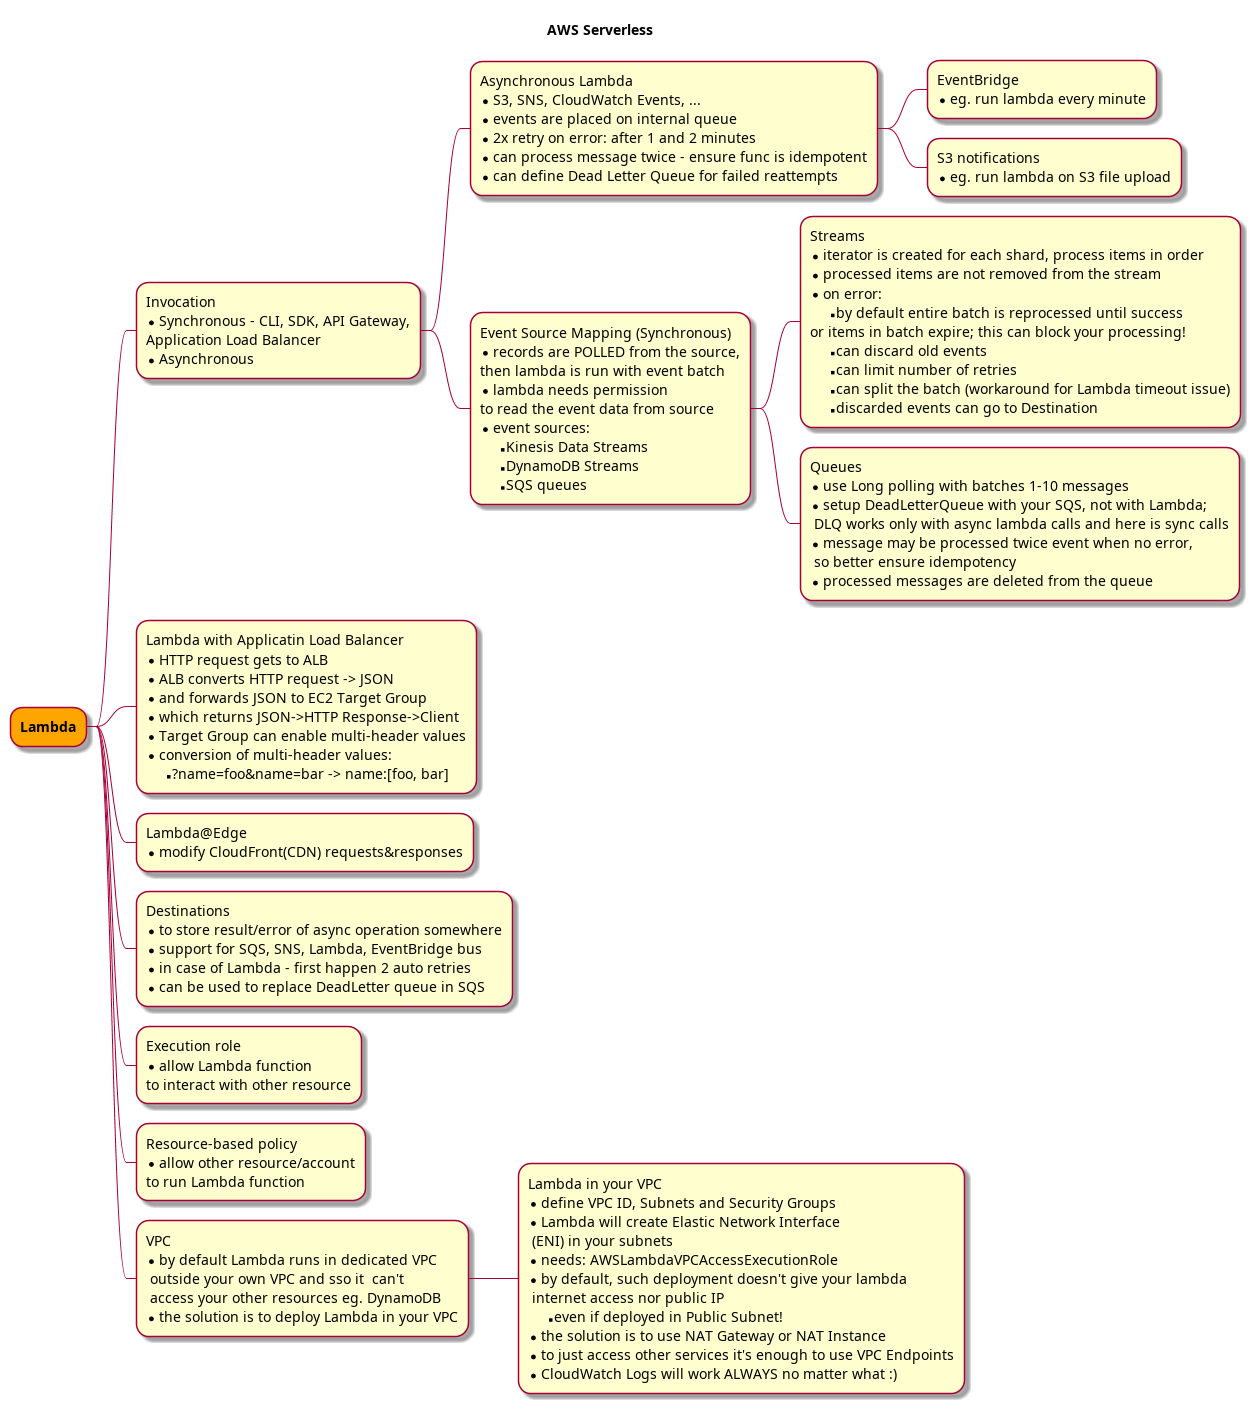 AWS Serverless
Lambda
Invocation
• Synchronous - CLI, SDK, API Gateway,
Application Load Balancer
• Asynchronous
Asynchronous Lambda
• S3, SNS, CloudWatch Events, ...
• events are placed on internal queue
• 2x retry on error: after 1 and 2 minutes
• can process message twice - ensure func is idempotent
• can define Dead Letter Queue for failed reattempts
EventBridge
• eg. run lambda every minute
S3 notifications
• eg. run lambda on S3 file upload
Event Source Mapping (Synchronous)
• records are POLLED from the source,
then lambda is run with event batch
• lambda needs permission
to read the event data from source
• event sources:
▪Kinesis Data Streams
▪DynamoDB Streams
▪SQS queues
Streams
• iterator is created for each shard, process items in order
• processed items are not removed from the stream
• on error:
▪by default entire batch is reprocessed until success
or items in batch expire; this can block your processing!
▪can discard old events
▪can limit number of retries
▪can split the batch (workaround for Lambda timeout issue)
▪discarded events can go to Destination
Queues
• use Long polling with batches 1-10 messages
• setup DeadLetterQueue with your SQS, not with Lambda;
DLQ works only with async lambda calls and here is sync calls
• message may be processed twice event when no error,
so better ensure idempotency
• processed messages are deleted from the queue
Lambda with Applicatin Load Balancer
• HTTP request gets to ALB
• ALB converts HTTP request -> JSON
• and forwards JSON to EC2 Target Group
• which returns JSON->HTTP Response->Client
• Target Group can enable multi-header values
• conversion of multi-header values:
▪?name=foo&name=bar -> name:[foo, bar]
Lambda@Edge
• modify CloudFront(CDN) requests&responses
Destinations
• to store result/error of async operation somewhere
• support for SQS, SNS, Lambda, EventBridge bus
• in case of Lambda - first happen 2 auto retries
• can be used to replace DeadLetter queue in SQS
Execution role
• allow Lambda function
to interact with other resource
Resource-based policy
• allow other resource/account
to run Lambda function
VPC
• by default Lambda runs in dedicated VPC
outside your own VPC and sso it  can't
access your other resources eg. DynamoDB
• the solution is to deploy Lambda in your VPC
Lambda in your VPC
• define VPC ID, Subnets and Security Groups
• Lambda will create Elastic Network Interface
(ENI) in your subnets
• needs: AWSLambdaVPCAccessExecutionRole
• by default, such deployment doesn't give your lambda
internet access nor public IP
▪even if deployed in Public Subnet!
• the solution is to use NAT Gateway or NAT Instance
• to just access other services it's enough to use VPC Endpoints
• CloudWatch Logs will work ALWAYS no matter what :)